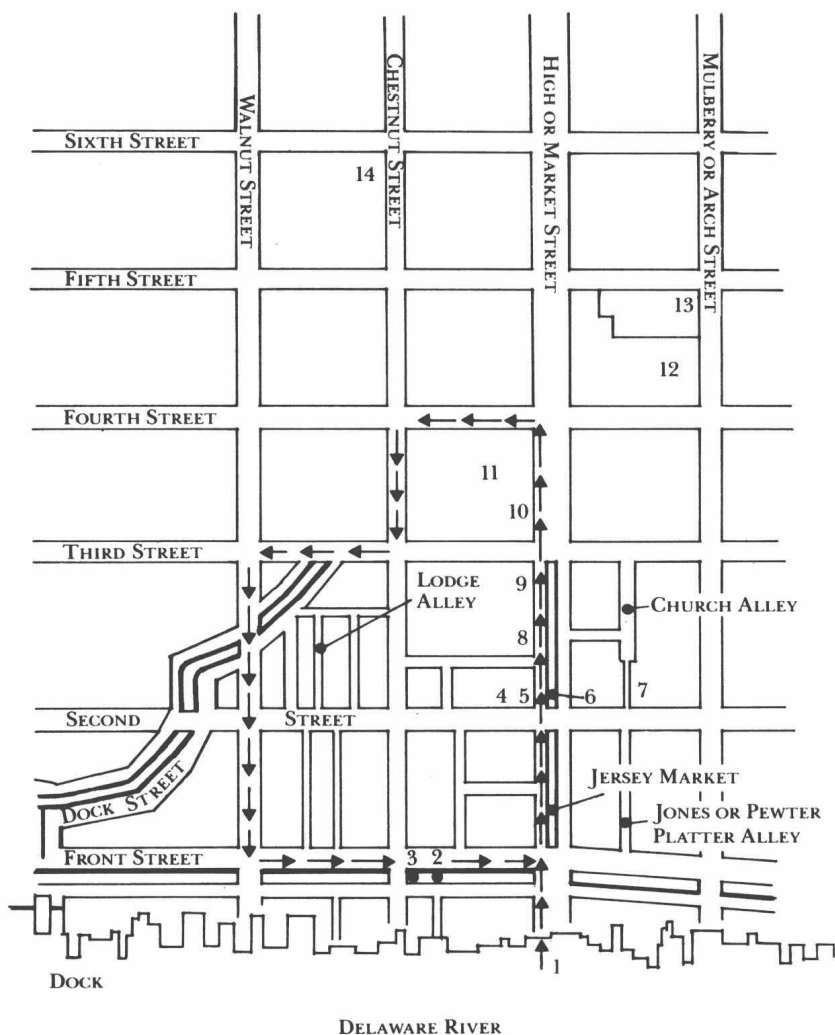 WALNUT STREET
CHESTNUT STREET
HIGH OR MARKET STREET
MULBERRY OR ARCH STREET
SIXTH STREET
14
FIFTH STREET
13
12
FOURTH STREET
11
10
THIRD STREET
LODGE
ALLEY
9
CHURCH ALLEY
8
4 5 6 7
SECOND STREET
DOCK STREET
JERSEY MARKET
JONES OR PEWTER
PLATTER ALLEY
FRONT STREET
3 2
1
DOCK
DELAWARE RIVER